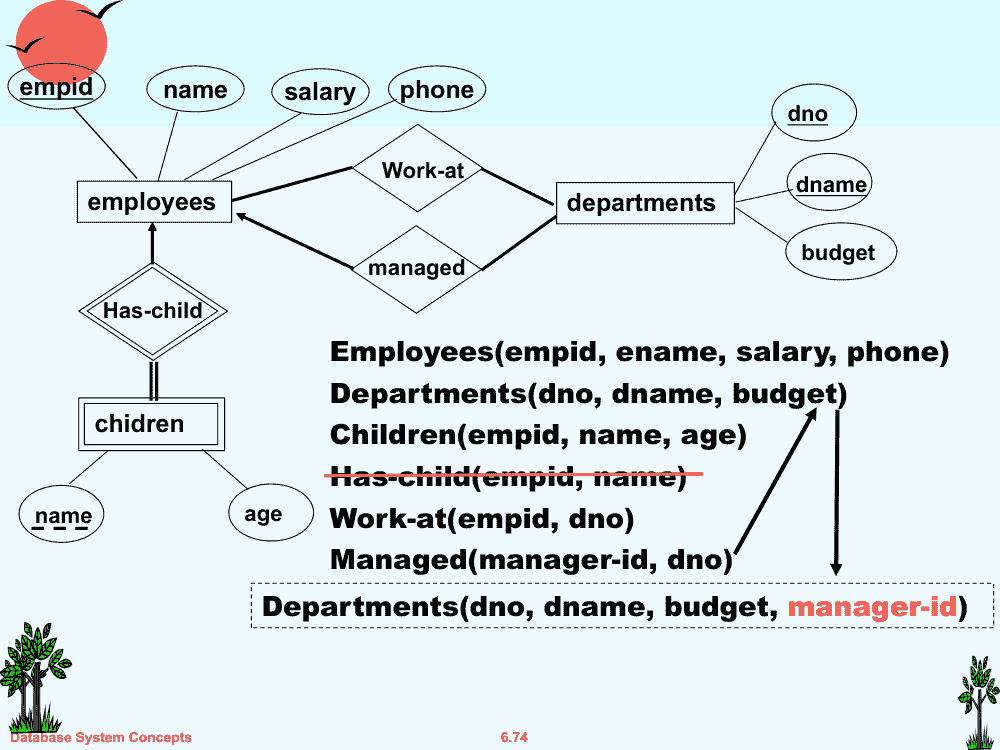 empid
name
salary
phone
dno
dname
budget
Work-at
employees
departments
managed
Has-child
chidren
name
age
Employees(empid, ename, salary, phone)
Departments(dno, dname, budget)
Children(empid, name, age)
Has-child(empid, name)
Work-at(empid, dno)
Managed(manager-id, dno)
Departments(dno, dname, budget, manager-id)
Database System Concepts
6.74